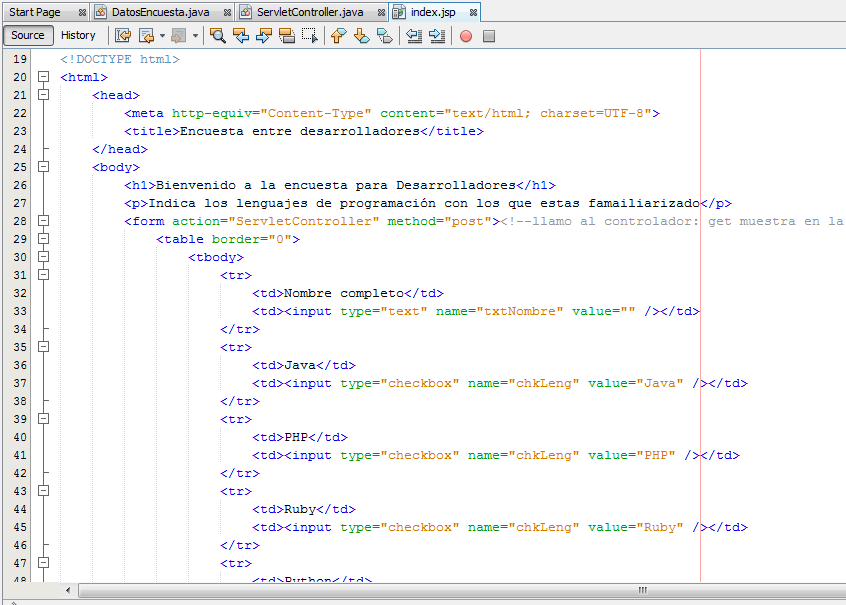 Start Page DatosEncuesta.java ServletController.java index.jsp
Source History
19 <!DOCTYPE html>
20 <html>
21 <head>
22 <meta http-equiv="Content-Type" content="text/html; charset=UTF-8">
23 <title>Encuesta entre desarrolladores</title>
24 </head>
25 <body>
26 <h1>Bienvenido a la encuesta para Desarrolladores</h1>
27 <p>Indica los lenguajes de programación con los que estas famailiarizado</p>
28 <form action="ServletController" method="post"><!--llamo al controlador: get muestra en la
29 <table border="0">
30 <tbody>
31 <tr>
32 <td>Nombre completo</td>
33 <td><input type="text" name="txtNombre" value="" /></td>
34 </tr>
35 <tr>
36 <td>Java</td>
37 <td><input type="checkbox" name="chkLeng" value="Java" /></td>
38 </tr>
39 <tr>
40 <td>PHP</td>
41 <td><input type="checkbox" name="chkLeng" value="PHP" /></td>
42 </tr>
43 <tr>
44 <td>Ruby</td>
45 <td><input type="checkbox" name="chkLeng" value="Ruby" /></td>
46 </tr>
47 <tr>
48 <td>Python</td>